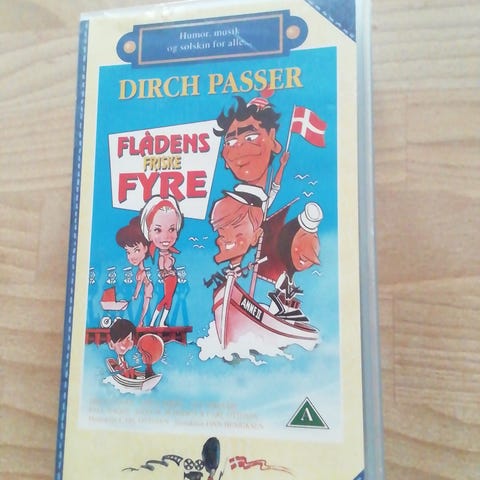 Humor, musik
og solskin for alle...
DIRCH PASSER
FLÅDENS
FRISKE
FYRE
ANNE II
A